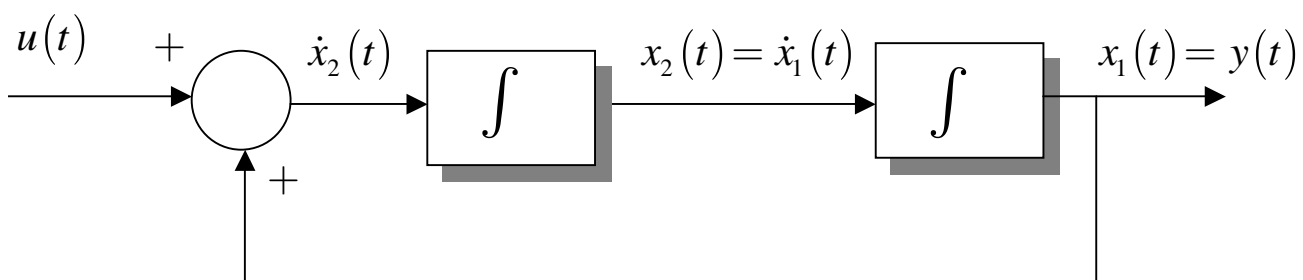 u(t) + ẋ₂(t) ∫ x₂(t) = ẋ₁(t) ∫ x₁(t) = y(t)
+